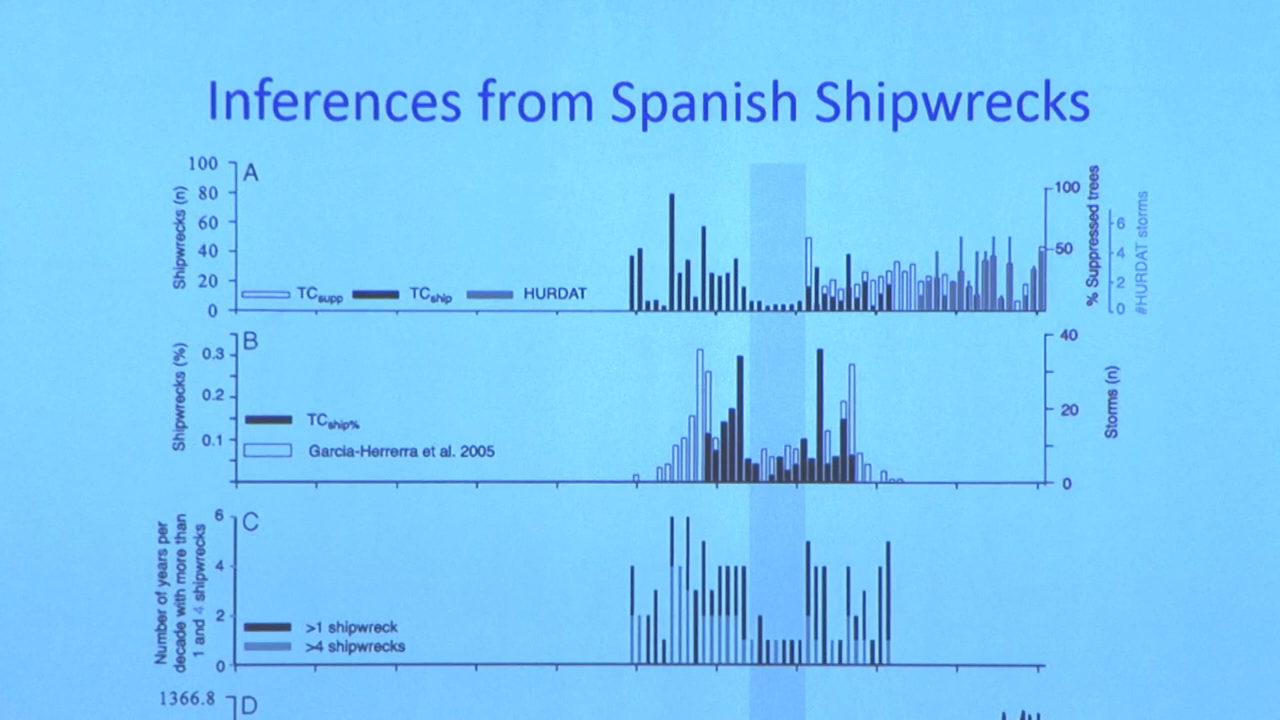 Inferences from Spanish Shipwrecks
A
Shipwrecks (n)
100
80
60
40
20
0
TCsupp
TCship
HURDAT
100
50
% Suppressed trees
6
4
2
0
#HURDAT storms
B
Shipwrecks (%)
0.3
0.2
0.1
TCship%
Garcia-Herrerra et al. 2005
40
20
0
Storms (n)
C
Number of years per
decade with more than
1 and 4 shipwrecks
6
4
2
0
>1 shipwreck
>4 shipwrecks
1366.8
D